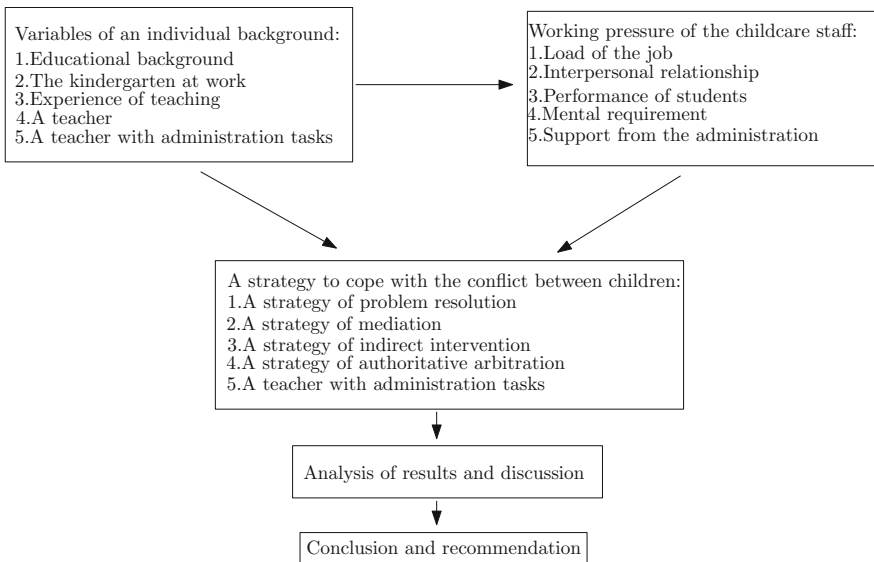 Variables of an individual background:
1.Educational background
2.The kindergarten at work
3.Experience of teaching
4.A teacher
5.A teacher with administration tasks
Working pressure of the childcare staff:
1.Load of the job
2.Interpersonal relationship
3.Performance of students
4.Mental requirement
5.Support from the administration
A strategy to cope with the conflict between children:
1.A strategy of problem resolution
2.A strategy of mediation
3.A strategy of indirect intervention
4.A strategy of authoritative arbitration
5.A teacher with administration tasks
Analysis of results and discussion
Conclusion and recommendation